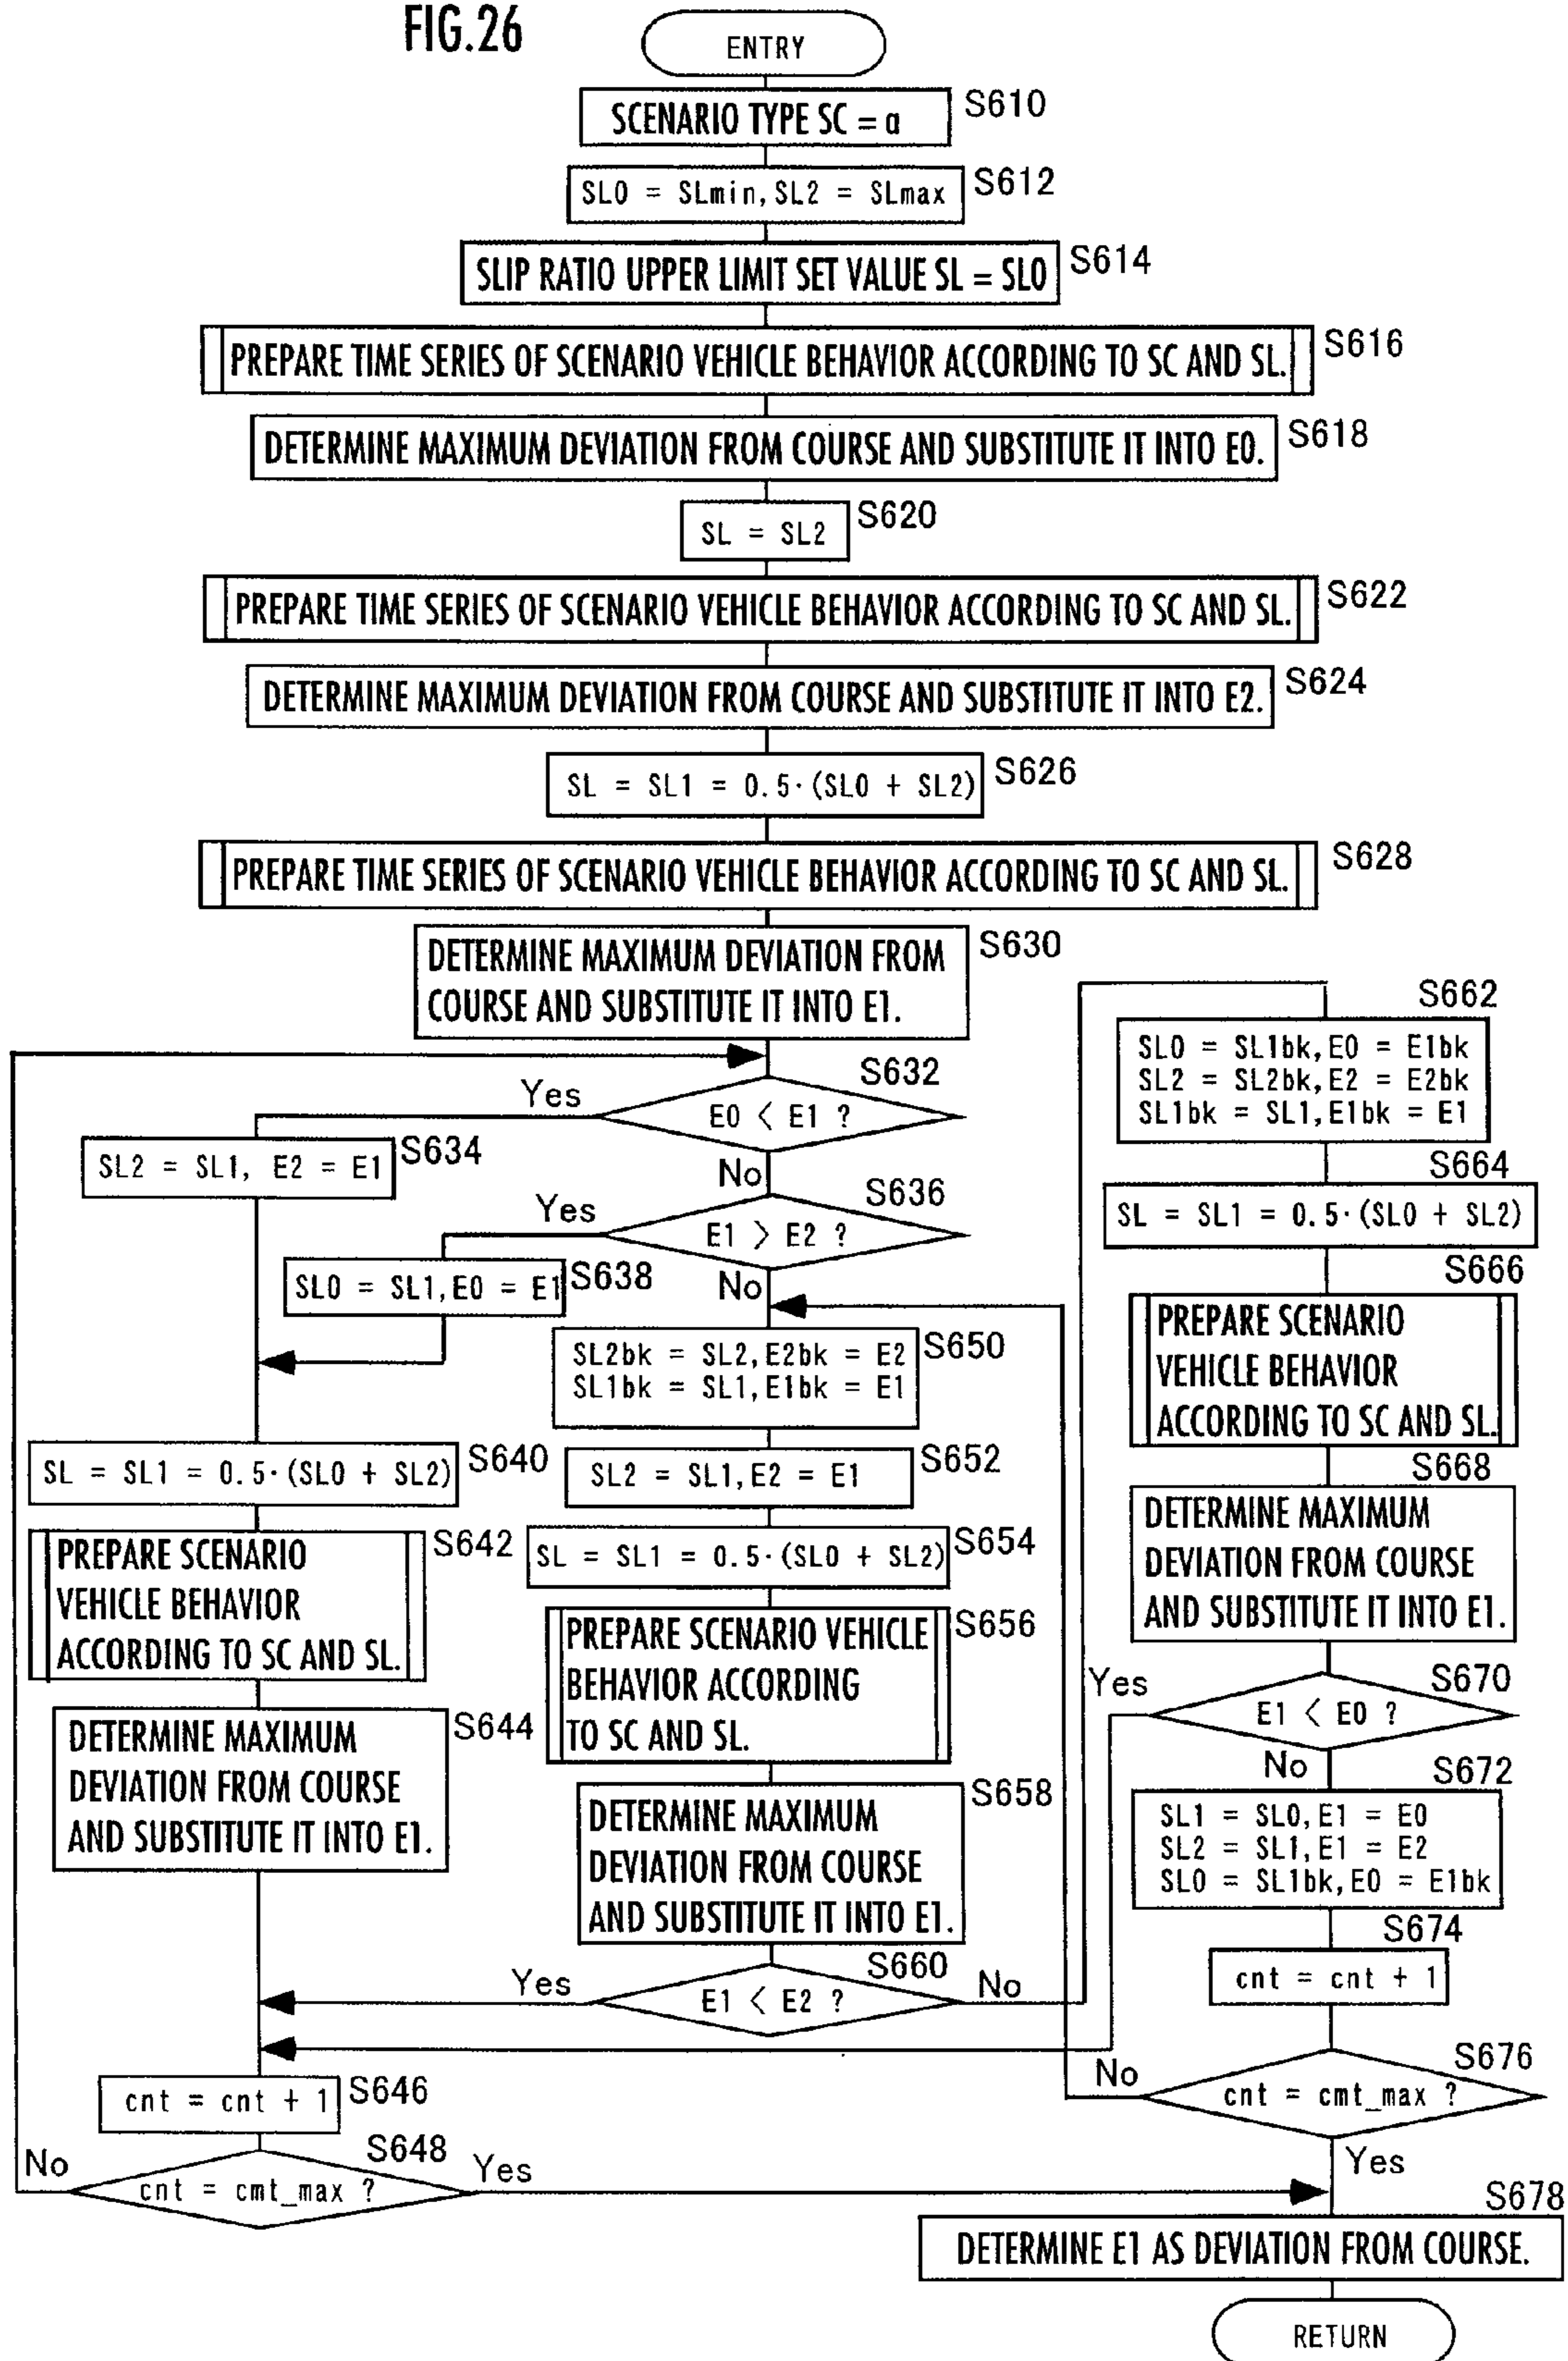 FIG.26
ENTRY
SCENARIO TYPE SC = a
S610
SL0 = SLmin, SL2 = SLmax
S612
SLIP RATIO UPPER LIMIT SET VALUE SL = SL0
S614
PREPARE TIME SERIES OF SCENARIO VEHICLE BEHAVIOR ACCORDING TO SC AND SL.
S616
DETERMINE MAXIMUM DEVIATION FROM COURSE AND SUBSTITUTE IT INTO E0.
S618
SL = SL2
S620
PREPARE TIME SERIES OF SCENARIO VEHICLE BEHAVIOR ACCORDING TO SC AND SL.
S622
DETERMINE MAXIMUM DEVIATION FROM COURSE AND SUBSTITUTE IT INTO E2.
S624
SL = SL1 = 0.5·(SL0 + SL2)
S626
PREPARE TIME SERIES OF SCENARIO VEHICLE BEHAVIOR ACCORDING TO SC AND SL.
S628
DETERMINE MAXIMUM DEVIATION FROM
COURSE AND SUBSTITUTE IT INTO E1.
S630
S632
E0 < E1 ?
Yes
No
SL2 = SL1, E2 = E1
S634
S636
E1 > E2 ?
Yes
No
SL0 = SL1, E0 = E1
S638
SL = SL1 = 0.5·(SL0 + SL2)
S640
PREPARE SCENARIO
VEHICLE BEHAVIOR
ACCORDING TO SC AND SL.
S642
DETERMINE MAXIMUM
DEVIATION FROM COURSE
AND SUBSTITUTE IT INTO E1.
S644
cnt = cnt + 1
S646
S648
cnt = cmt_max ?
No
Yes
SL2bk = SL2, E2bk = E2
SL1bk = SL1, E1bk = E1
S650
SL2 = SL1, E2 = E1
S652
SL = SL1 = 0.5·(SL0 + SL2)
S654
PREPARE SCENARIO VEHICLE
BEHAVIOR ACCORDING
TO SC AND SL.
S656
DETERMINE MAXIMUM
DEVIATION FROM COURSE
AND SUBSTITUTE IT INTO E1.
S658
S660
E1 < E2 ?
Yes
No
S662
SL0 = SL1bk, E0 = E1bk
SL2 = SL2bk, E2 = E2bk
SL1bk = SL1, E1bk = E1
S664
SL = SL1 = 0.5·(SL0 + SL2)
S666
PREPARE SCENARIO
VEHICLE BEHAVIOR
ACCORDING TO SC AND SL.
S668
DETERMINE MAXIMUM
DEVIATION FROM COURSE
AND SUBSTITUTE IT INTO E1.
S670
E1 < E0 ?
Yes
No
S672
SL1 = SL0, E1 = E0
SL2 = SL1, E1 = E2
SL0 = SL1bk, E0 = E1bk
S674
cnt = cnt + 1
S676
cnt = cmt_max ?
No
Yes
S678
DETERMINE E1 AS DEVIATION FROM COURSE.
RETURN